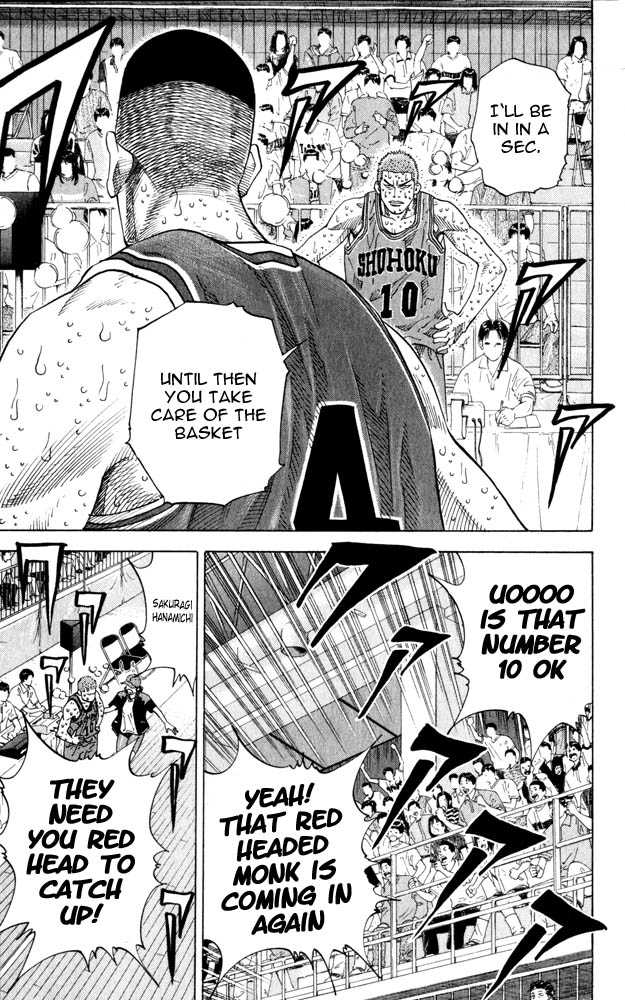 I'LL BE
IN IN A
SEC.
SHOHOKU
10
UNTIL THEN
YOU TAKE
CARE OF THE
BASKET
A
UOOOO
IS THAT
NUMBER
10 OK
YEAH!
THAT RED
HEADED
MONK IS
COMING IN
AGAIN
SAKURAGI
HANAMICHI
THEY
NEED
YOU RED
HEAD TO
CATCH
UP!